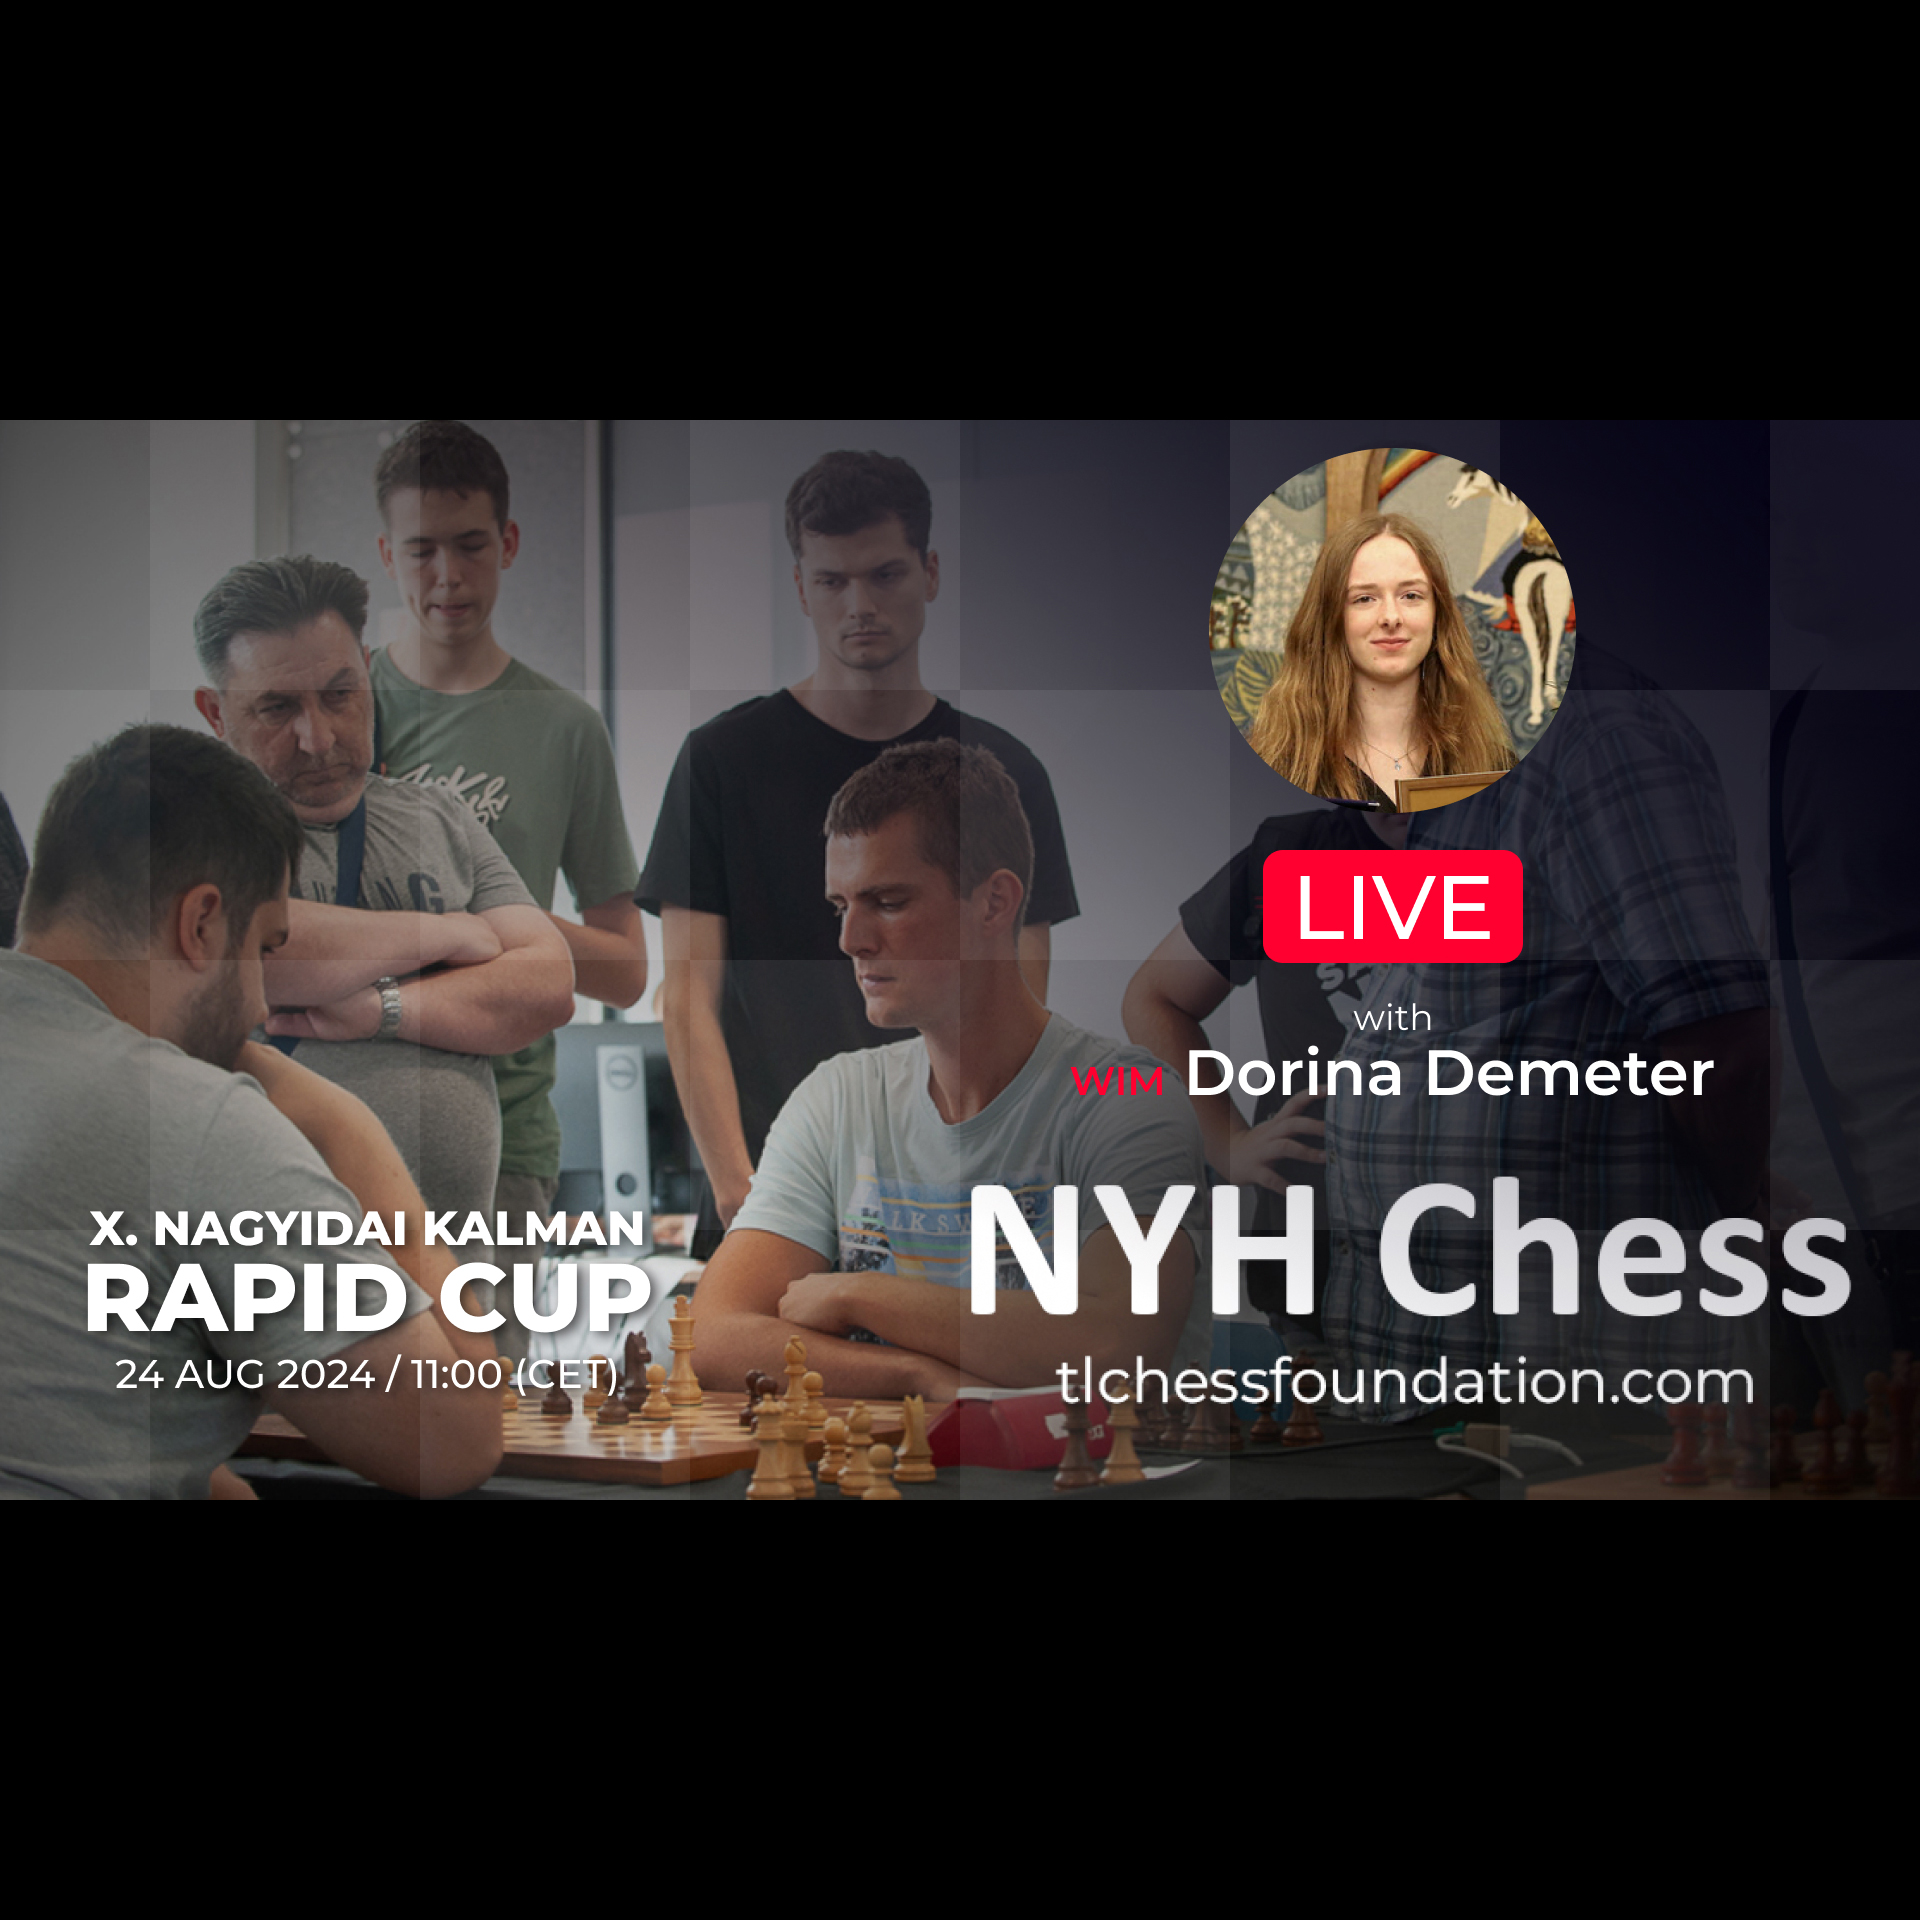 X. NAGYIDAI KALMAN
RAPID CUP
24 AUG 2024 / 11:00 (CET)
LIVE
with
WIM Dorina Demeter
NYH Chess
tlchessfoundation.com